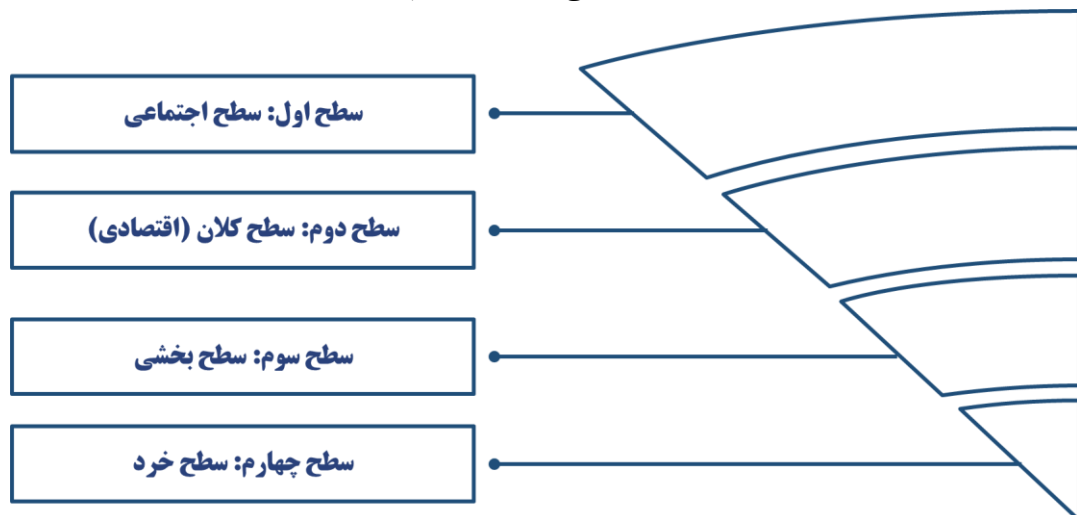 سطح اول: سطح اجتماعی
سطح دوم: سطح کلان (اقتصادی)
سطح سوم: سطح بخشی
سطح چهارم: سطح خرد